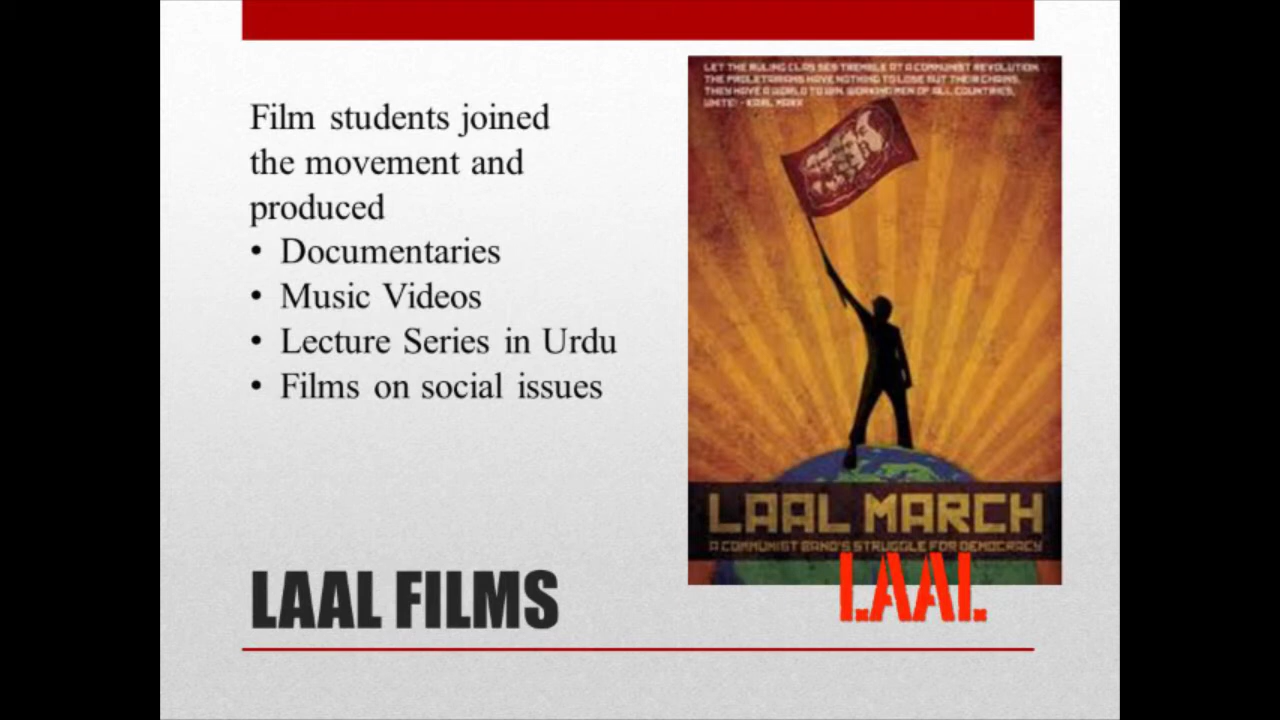 Film students joined
the movement and
produced
• Documentaries
• Music Videos
• Lecture Series in Urdu
• Films on social issues
LAAL FILMS
LET THE RULING CLASSES TREMBLE AT A COMMUNIST REVOLUTION.
THE PROLETARIANS HAVE NOTHING TO LOSE BUT THEIR CHAINS.
THEY HAVE A WORLD TO WIN. WORKING MEN OF ALL COUNTRIES,
UNITE! - KARL MARX
LAAL MARCH
A COMMUNIST BAND'S STRUGGLE FOR DEMOCRACY
LAAL